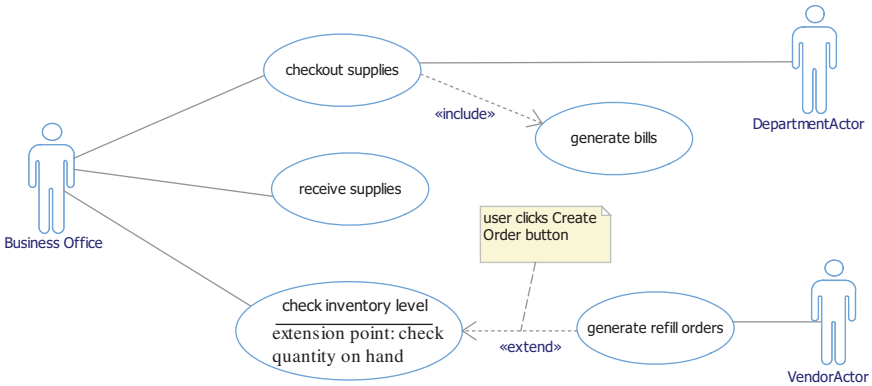 checkout supplies
DepartmentActor
«include»
generate bills
Business Office
receive supplies
user clicks Create
Order button
check inventory level
extension point: check
quantity on hand
«extend»
generate refill orders
VendorActor